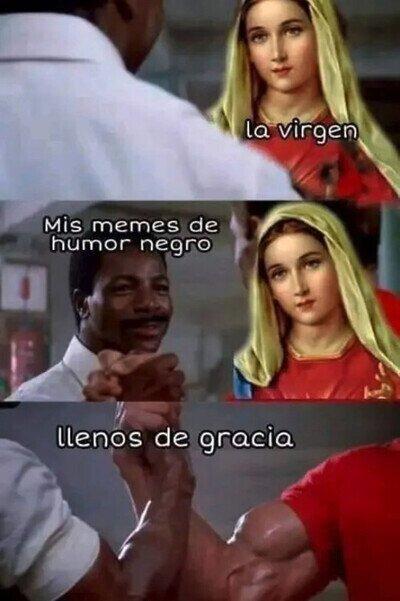 la virgen
Mis memes de
humor negro
llenos de gracia